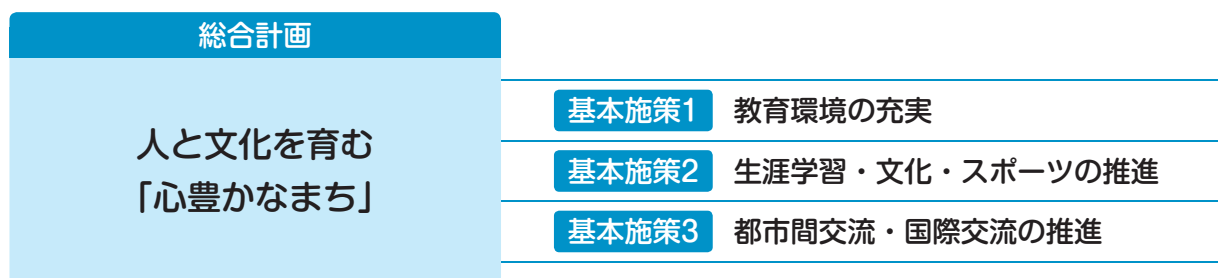 総合計画
人と文化を育む
「心豊かなまち」
基本施策1 教育環境の充実
基本施策2 生涯学習・文化・スポーツの推進
基本施策3 都市間交流・国際交流の推進